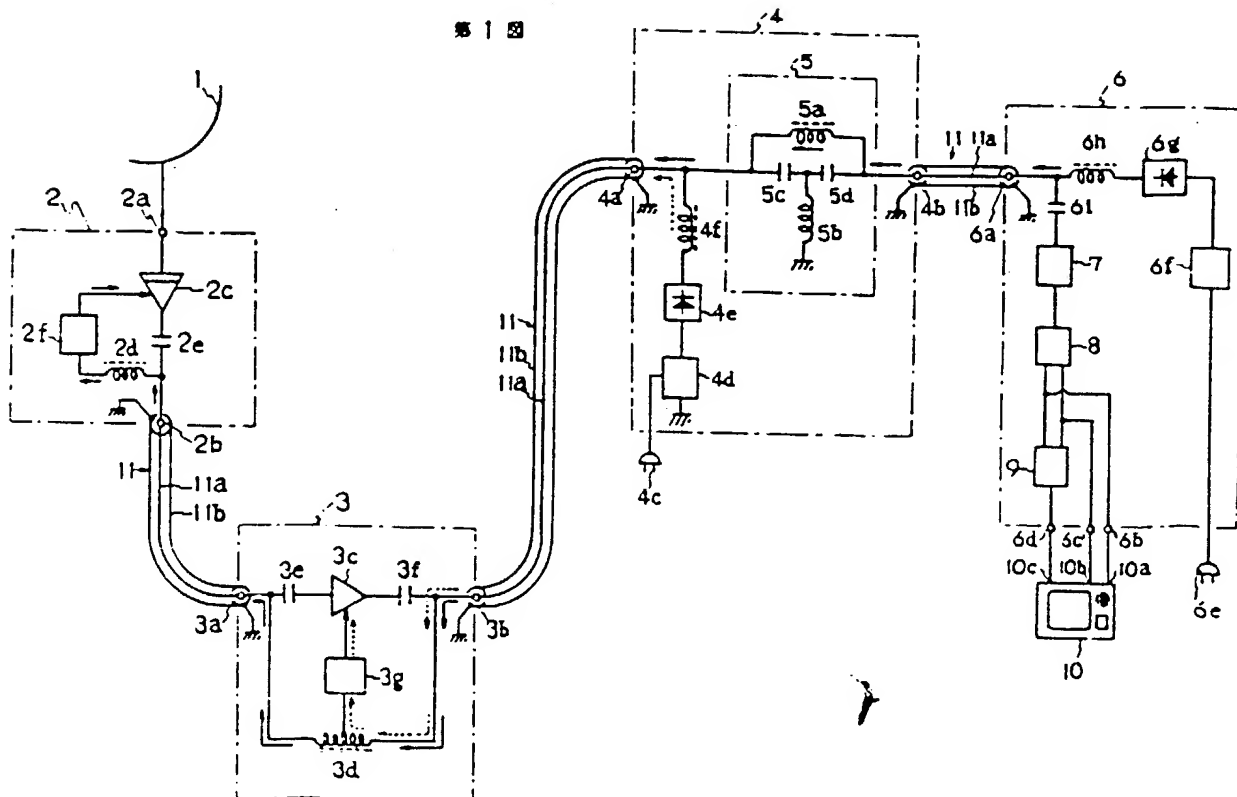 第 1 図
1
2
2a
2c
2f
2d
2e
2b
11
11a
11b
3
3e
3c
3f
3a
3b
3g
3d
11
11b
11a
4
5
5a
5c
5d
5b
4a
4f
4e
4d
4c
4b
11
11a
11b
6
6a
6h
6g
6i
6f
7
8
9
6d
6c
6b
10c
10b
10a
10
6e